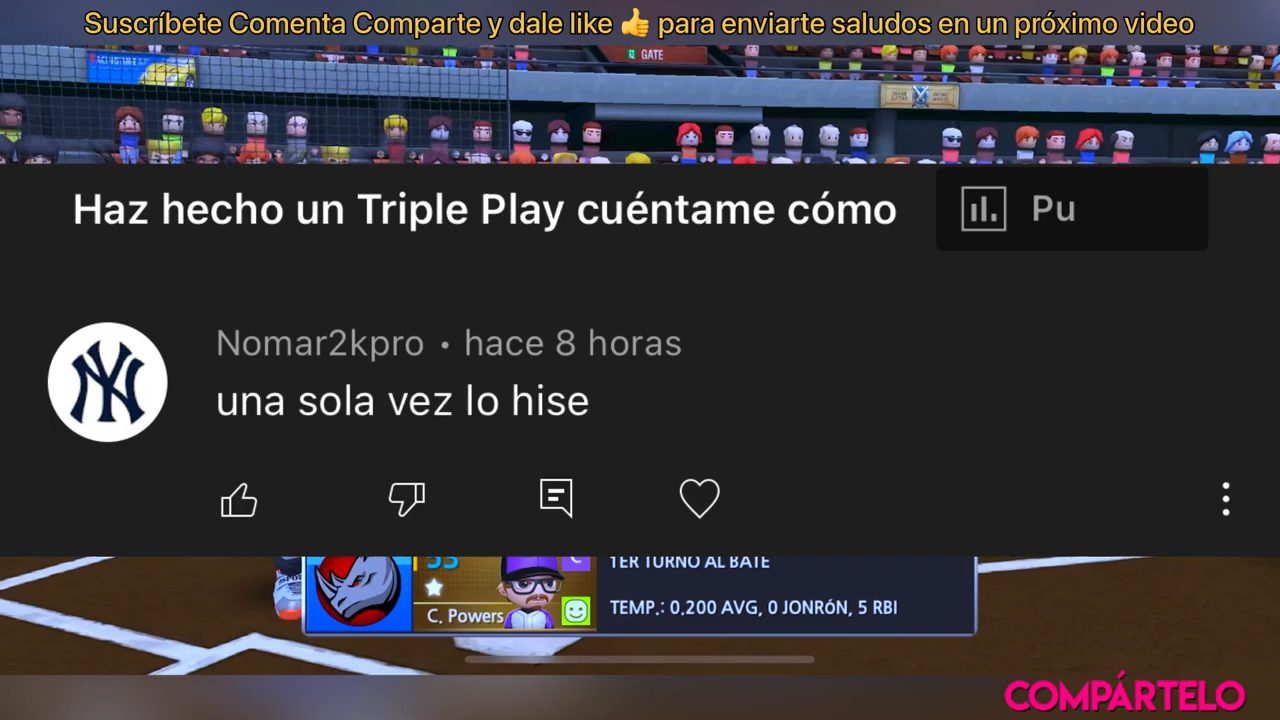 Suscríbete Comenta Comparte y dale like 👍 para enviarte saludos en un próximo video
GATE
Haz hecho un Triple Play cuéntame cómo
Pu
Nomar2kpro • hace 8 horas
una sola vez lo hise
53
C
1ER TURNO AL BATE
C. Powers
TEMP.: 0.200 AVG, 0 JONRÓN, 5 RBI
COMPÁRTELO